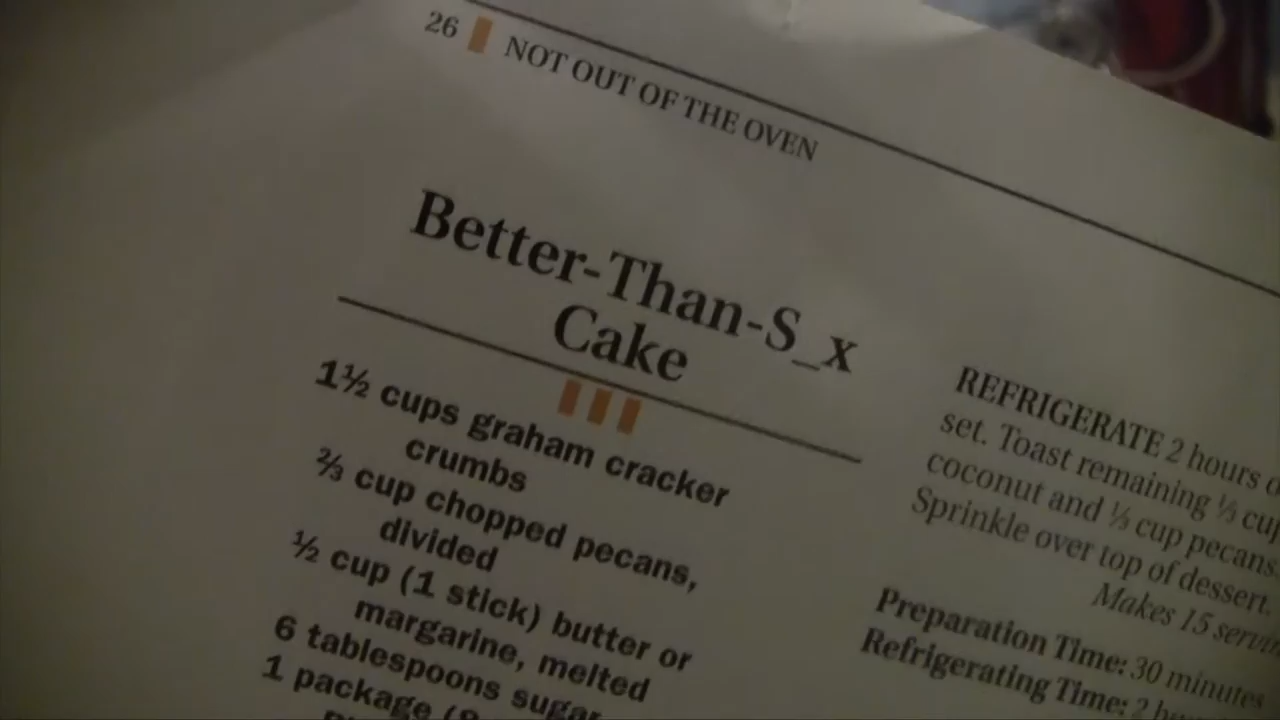 26 NOT OUT OF THE OVEN
Better-Than-S_x
Cake
1½ cups graham cracker
crumbs
⅔ cup chopped pecans,
divided
½ cup (1 stick) butter or
margarine, melted
6 tablespoons sugar
1 package (8
REFRIGERATE 2 hours
set. Toast remaining ⅓ cup
coconut and ⅓ cup pecans.
Sprinkle over top of dessert.
Makes 15
Preparation Time: 30 minutes
Refrigerating Time: 2